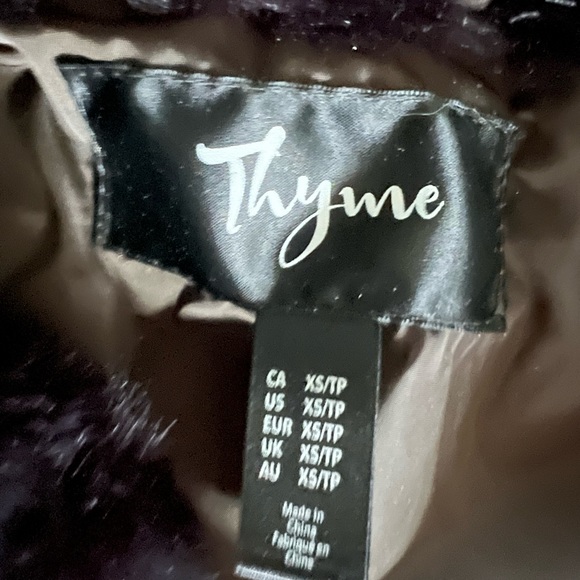 Thyme
CA XS/TP
US XS/TP
EUR XS/TP
UK XS/TP
AU XS/TP
Made in
China
Fabriqué en
Chine